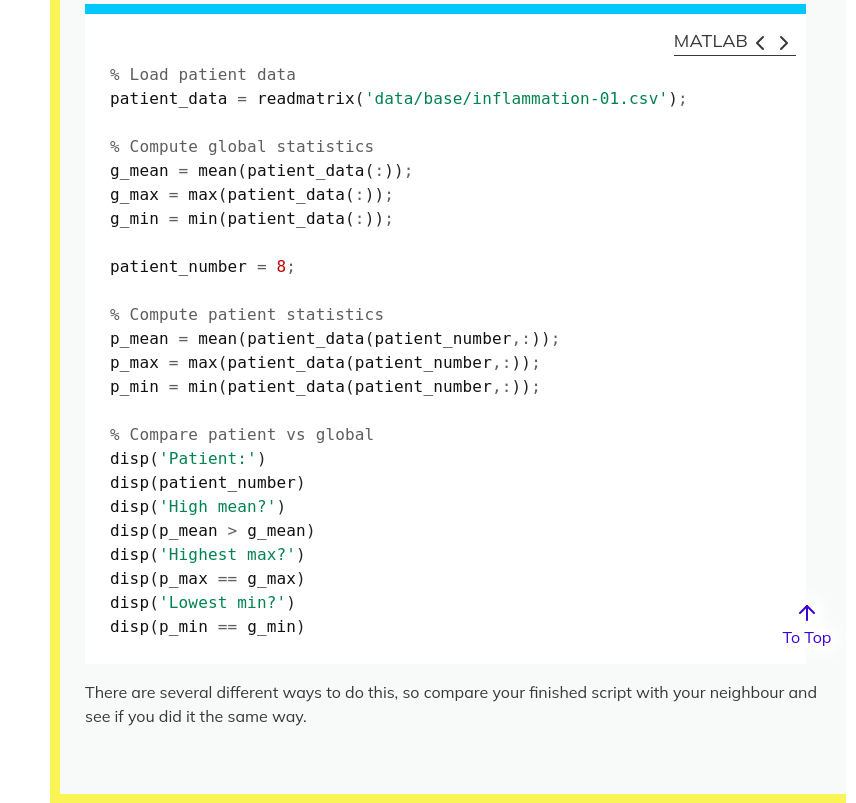 MATLAB < >
% Load patient data
patient_data = readmatrix('data/base/inflammation-01.csv');
% Compute global statistics
g_mean = mean(patient_data(:));
g_max = max(patient_data(:));
g_min = min(patient_data(:));
patient_number = 8;
% Compute patient statistics
p_mean = mean(patient_data(patient_number,:));
p_max = max(patient_data(patient_number,:));
p_min = min(patient_data(patient_number,:));
% Compare patient vs global
disp('Patient:')
disp(patient_number)
disp('High mean?')
disp(p_mean > g_mean)
disp('Highest max?')
disp(p_max == g_max)
disp('Lowest min?')
disp(p_min == g_min)
To Top
There are several different ways to do this, so compare your finished script with your neighbour and
see if you did it the same way.